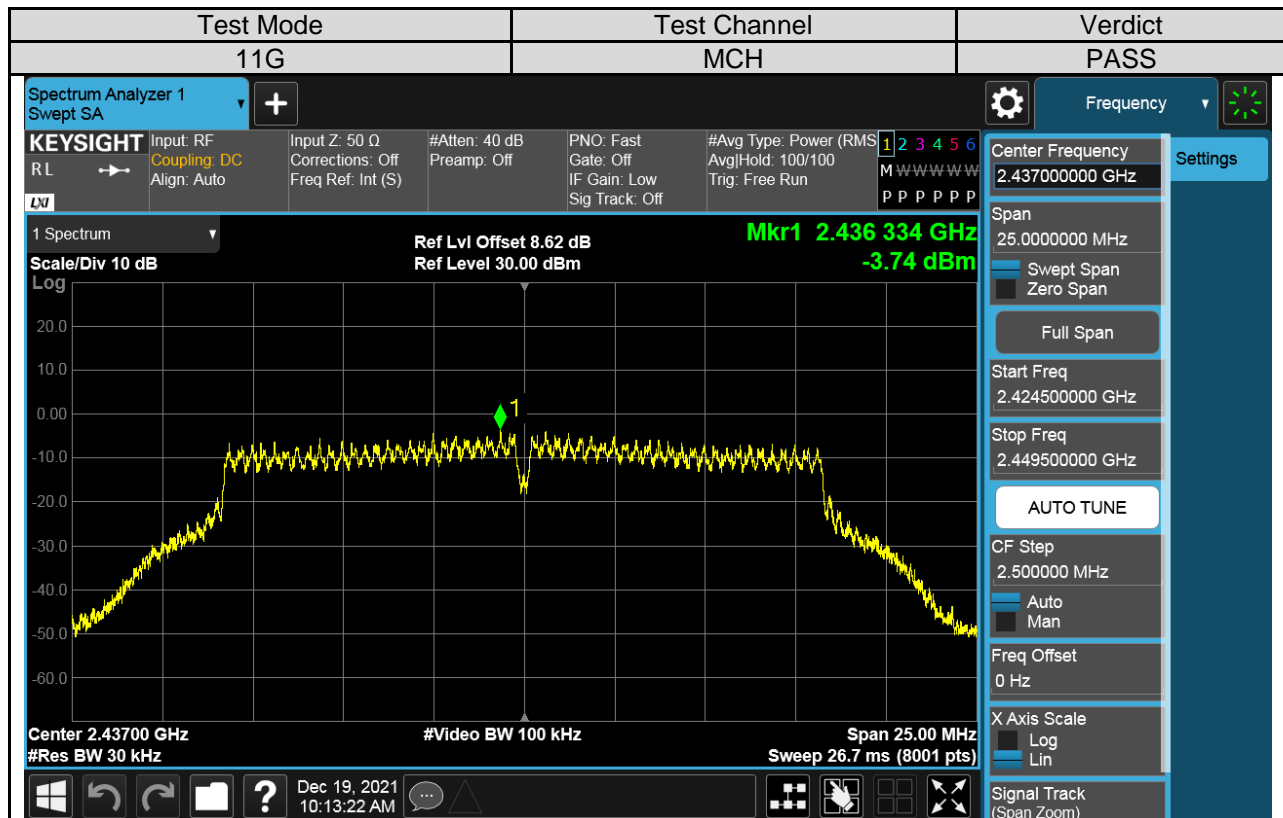 Test Mode Test Channel Verdict
11G MCH PASS
Spectrum Analyzer 1
Swept SA
+
Frequency
KEYSIGHT Input: RF Input Z: 50 Ω #Atten: 40 dB PNO: Fast #Avg Type: Power (RMS 1 2 3 4 5 6
RL Coupling: DC Corrections: Off Preamp: Off Gate: Off Avg|Hold: 100/100 M W W W W W
Align: Auto Freq Ref: Int (S) IF Gain: Low Trig: Free Run
LXI Sig Track: Off P P P P P P
1 Spectrum
Ref Lvl Offset 8.62 dB
Mkr1 2.436 334 GHz
Scale/Div 10 dB Ref Level 30.00 dBm -3.74 dBm
Log
20.0
10.0
0.00
-10.0
-20.0
-30.0
-40.0
-50.0
-60.0
1
Center 2.43700 GHz #Video BW 100 kHz Span 25.00 MHz
#Res BW 30 kHz Sweep 26.7 ms (8001 pts)
?
Dec 19, 2021
10:13:22 AM
Center Frequency
2.437000000 GHz
Settings
Span
25.0000000 MHz
Swept Span
Zero Span
Full Span
Start Freq
2.424500000 GHz
Stop Freq
2.449500000 GHz
AUTO TUNE
CF Step
2.500000 MHz
Auto
Man
Freq Offset
0 Hz
X Axis Scale
Log
Lin
Signal Track
(Span Zoom)